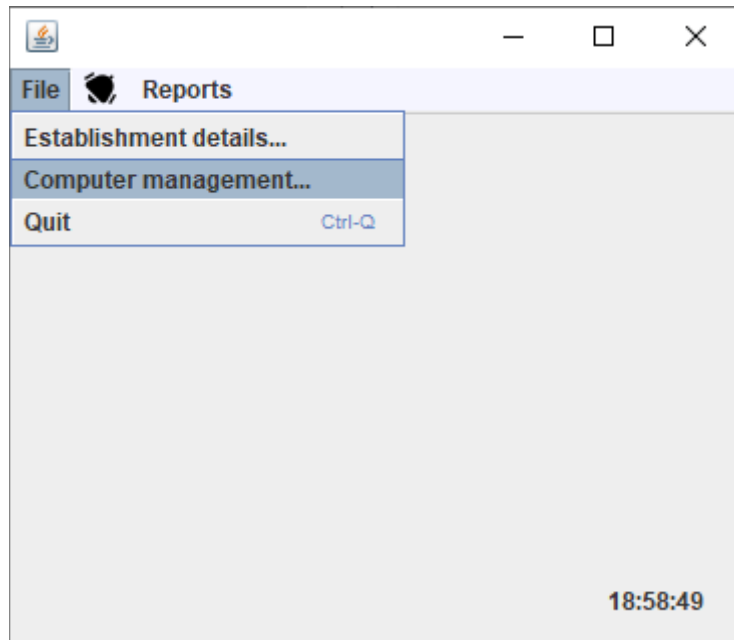 File Reports
Establishment details...
Computer management...
Quit Ctrl-Q
18:58:49